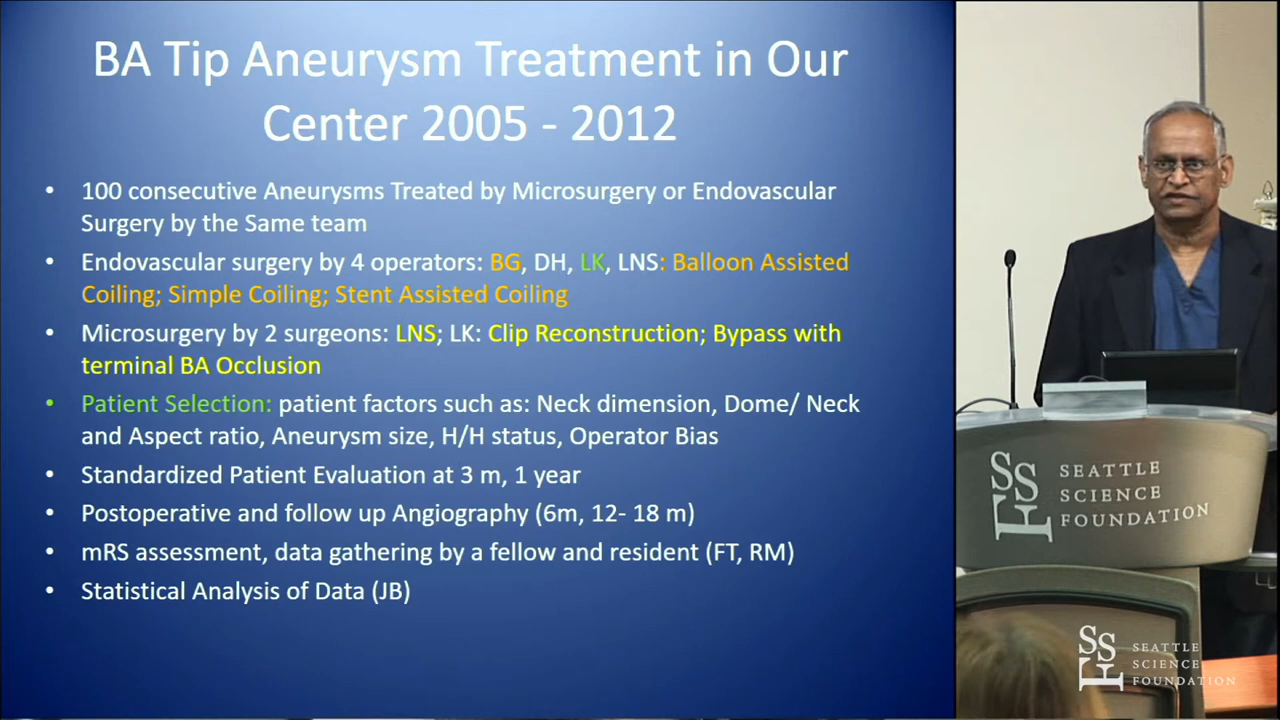 BA Tip Aneurysm Treatment in Our
Center 2005 - 2012
• 100 consecutive Aneurysms Treated by Microsurgery or Endovascular
Surgery by the Same team
• Endovascular surgery by 4 operators: BG, DH, LK, LNS: Balloon Assisted
Coiling; Simple Coiling; Stent Assisted Coiling
• Microsurgery by 2 surgeons: LNS; LK: Clip Reconstruction; Bypass with
terminal BA Occlusion
• Patient Selection: patient factors such as: Neck dimension, Dome/ Neck
and Aspect ratio, Aneurysm size, H/H status, Operator Bias
• Standardized Patient Evaluation at 3 m, 1 year
• Postoperative and follow up Angiography (6m, 12- 18 m)
• mRS assessment, data gathering by a fellow and resident (FT, RM)
• Statistical Analysis of Data (JB)
SSF
SEATTLE
SCIENCE
FOUNDATION
SSF
SEATTLE
SCIENCE
FOUNDATION